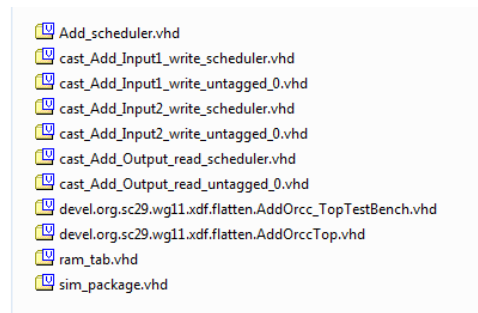 Add_scheduler.vhd
cast_Add_Input1_write_scheduler.vhd
cast_Add_Input1_write_untagged_0.vhd
cast_Add_Input2_write_scheduler.vhd
cast_Add_Input2_write_untagged_0.vhd
cast_Add_Output_read_scheduler.vhd
cast_Add_Output_read_untagged_0.vhd
devel.org.sc29.wg11.xdf.flatten.AddOrcc_TopTestBench.vhd
devel.org.sc29.wg11.xdf.flatten.AddOrccTop.vhd
ram_tab.vhd
sim_package.vhd